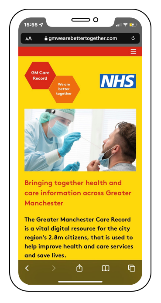 15:55
AA gmwearebettertogether.com
GM Care
Record
We are
better
together
NHS
Bringing together health and
care information across Greater
Manchester
The Greater Manchester Care Record
is a vital digital resource for the city
region's 2.8m citizens, that is used to
help improve health and care services
and save lives.